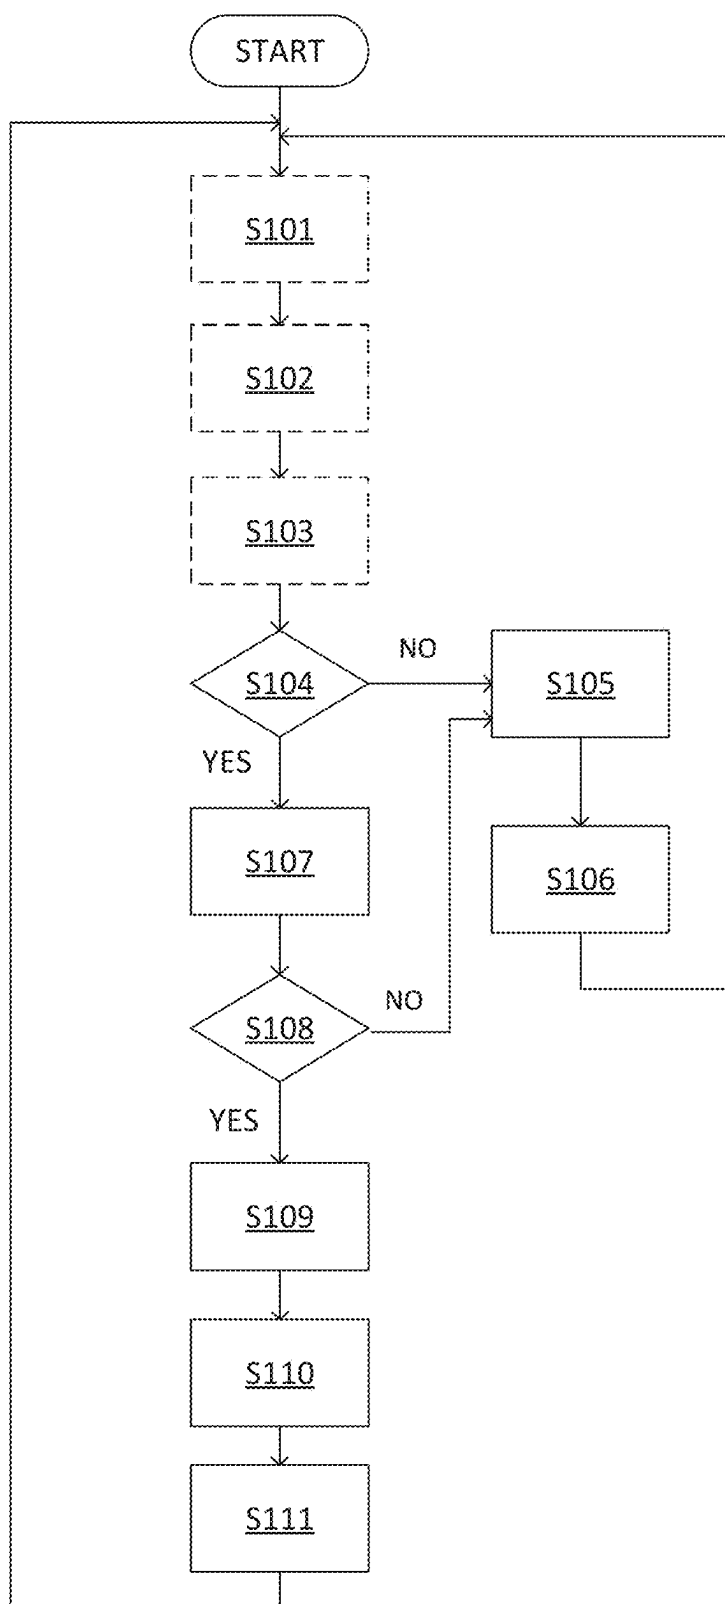 START
S101
S102
S103
S104
NO
S105
YES
S107
S106
S108
NO
YES
S109
S110
S111